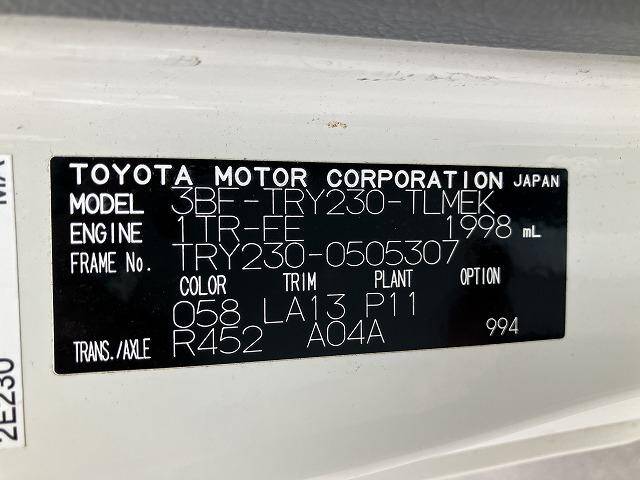 TOYOTA MOTOR CORPORATION JAPAN
MODEL 3BF-TRY230-TLMEK
ENGINE 1TR-FE 1998 mL
FRAME No. TRY230-0505307
COLOR TRIM PLANT OPTION
058 LA13 P11
TRANS./AXLE R452 A04A 994
2E230